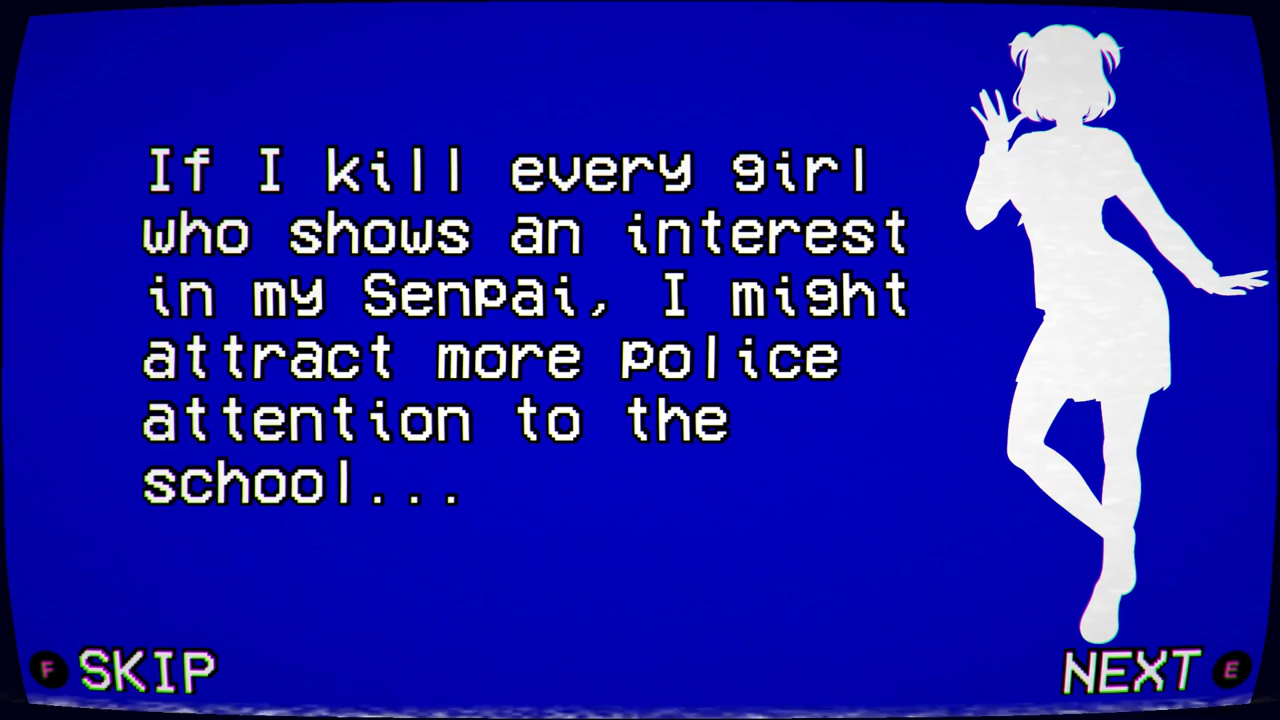 If I kill every girl
who shows an interest
in my Senpai, I might
attract more police
attention to the
school...
F SKIP
NEXT E